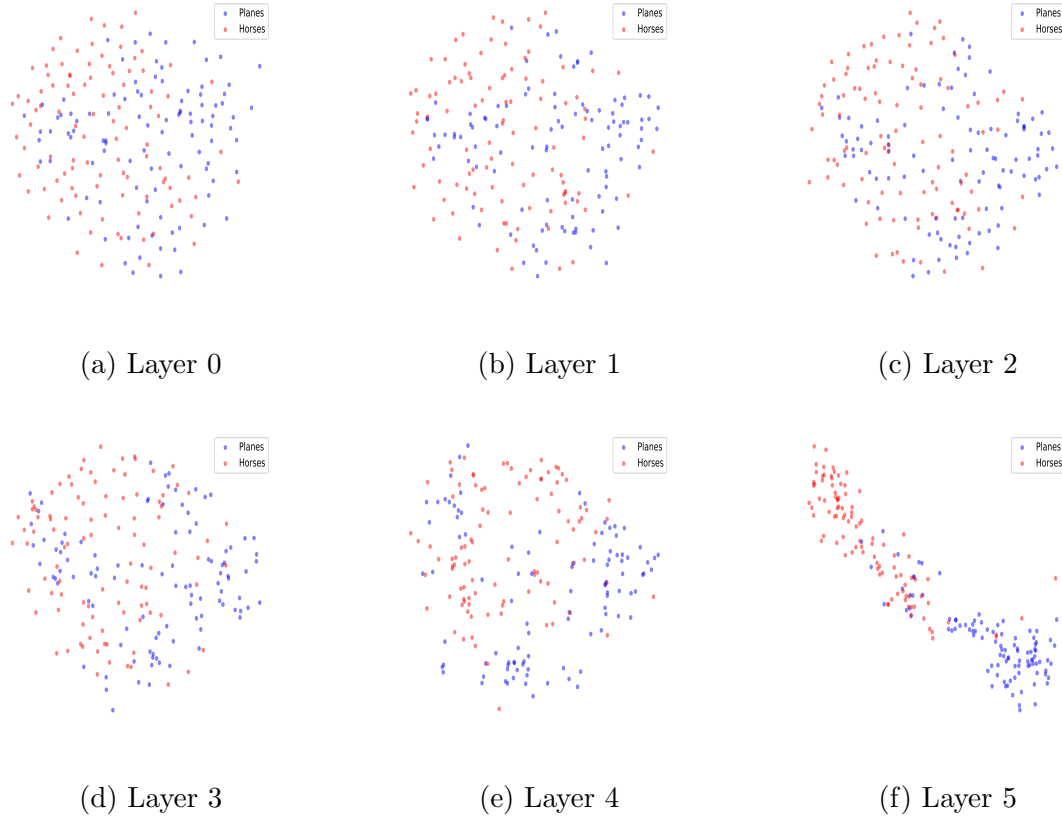 Planes
Horses
Planes
Horses
Planes
Horses
(a) Layer 0
(b) Layer 1
(c) Layer 2
Planes
Horses
Planes
Horses
Planes
Horses
(d) Layer 3
(e) Layer 4
(f) Layer 5